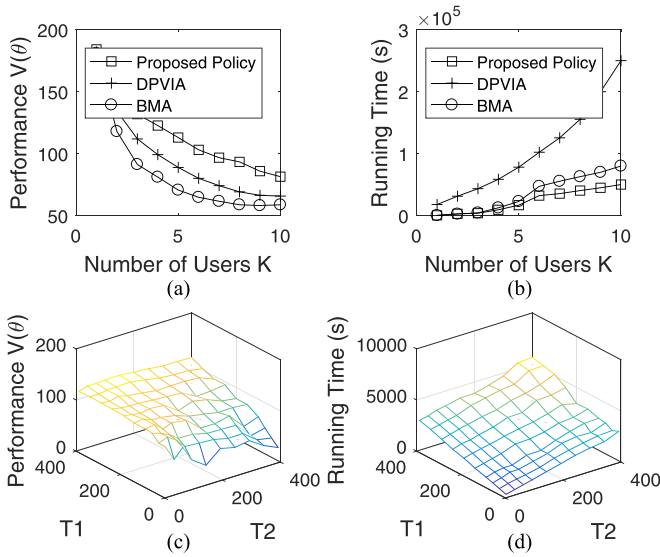 200
150
100
50
0
5
10
Performance V(θ)
Number of Users K
Proposed Policy
DPVIA
BMA
(a)
×10⁵
3
2
1
0
0
5
10
Running Time (s)
Number of Users K
Proposed Policy
DPVIA
BMA
(b)
200
100
0
400
200
0
0
200
400
Performance V(θ)
T1
T2
(c)
10000
5000
0
400
200
0
0
200
400
Running Time (s)
T1
T2
(d)